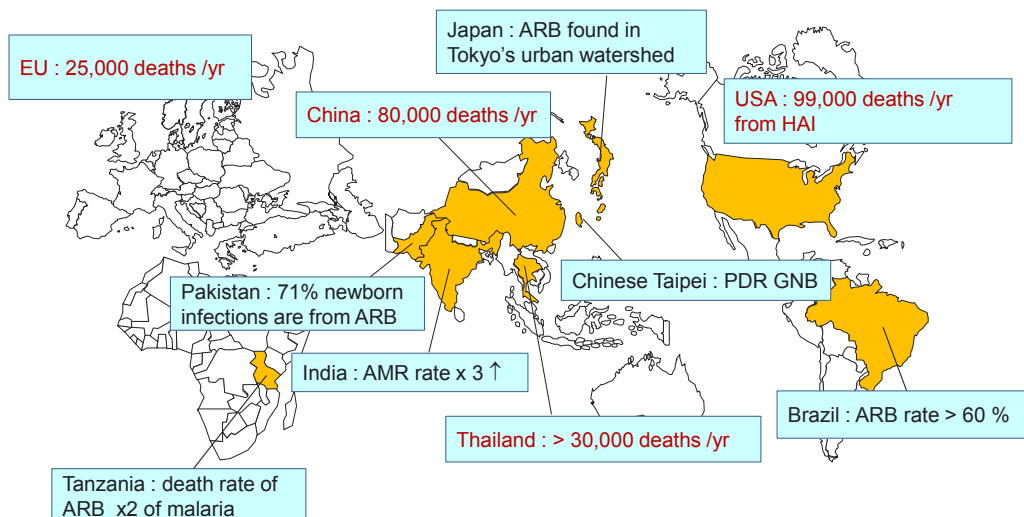 Japan : ARB found in
Tokyo's urban watershed
EU : 25,000 deaths /yr
China : 80,000 deaths /yr
USA : 99,000 deaths /yr
from HAI
Pakistan : 71% newborn
infections are from ARB
Chinese Taipei : PDR GNB
India : AMR rate x 3 ↑
Brazil : ARB rate > 60 %
Thailand : > 30,000 deaths /yr
Tanzania : death rate of
ARB x2 of malaria